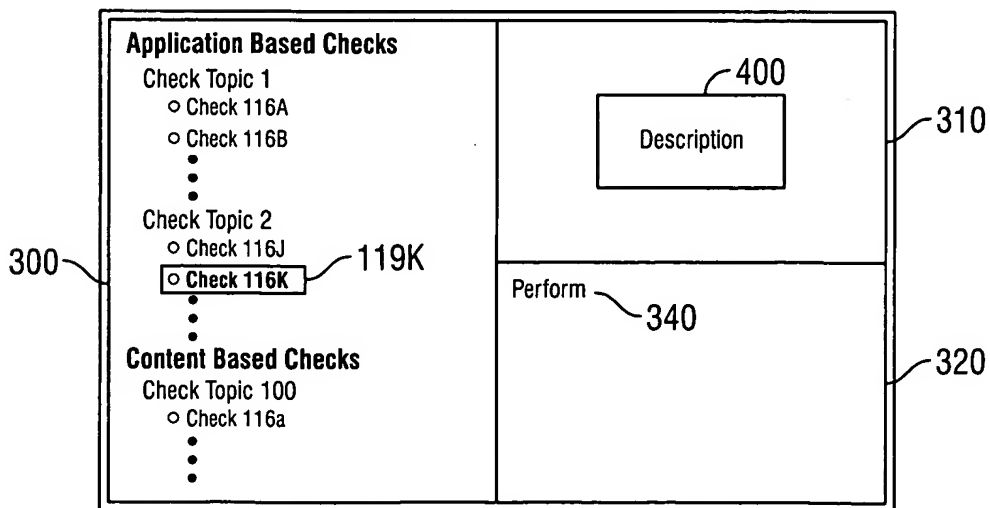 Application Based Checks
Check Topic 1
Check 116A
Check 116B
Check Topic 2
Check 116J
Check 116K
Content Based Checks
Check Topic 100
Check 116a
300
119K
400
Description
310
Perform
340
320